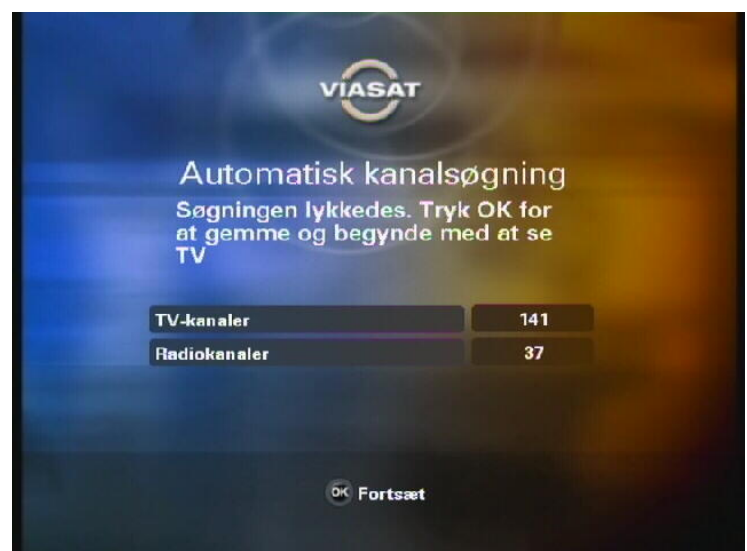 VIASAT
Automatisk kanalsøgning
Søgningen lykkedes. Tryk OK for
at gemme og begynde med at se
TV
TV-kanaler 141
Radiokanaler 37
OK Fortsæt